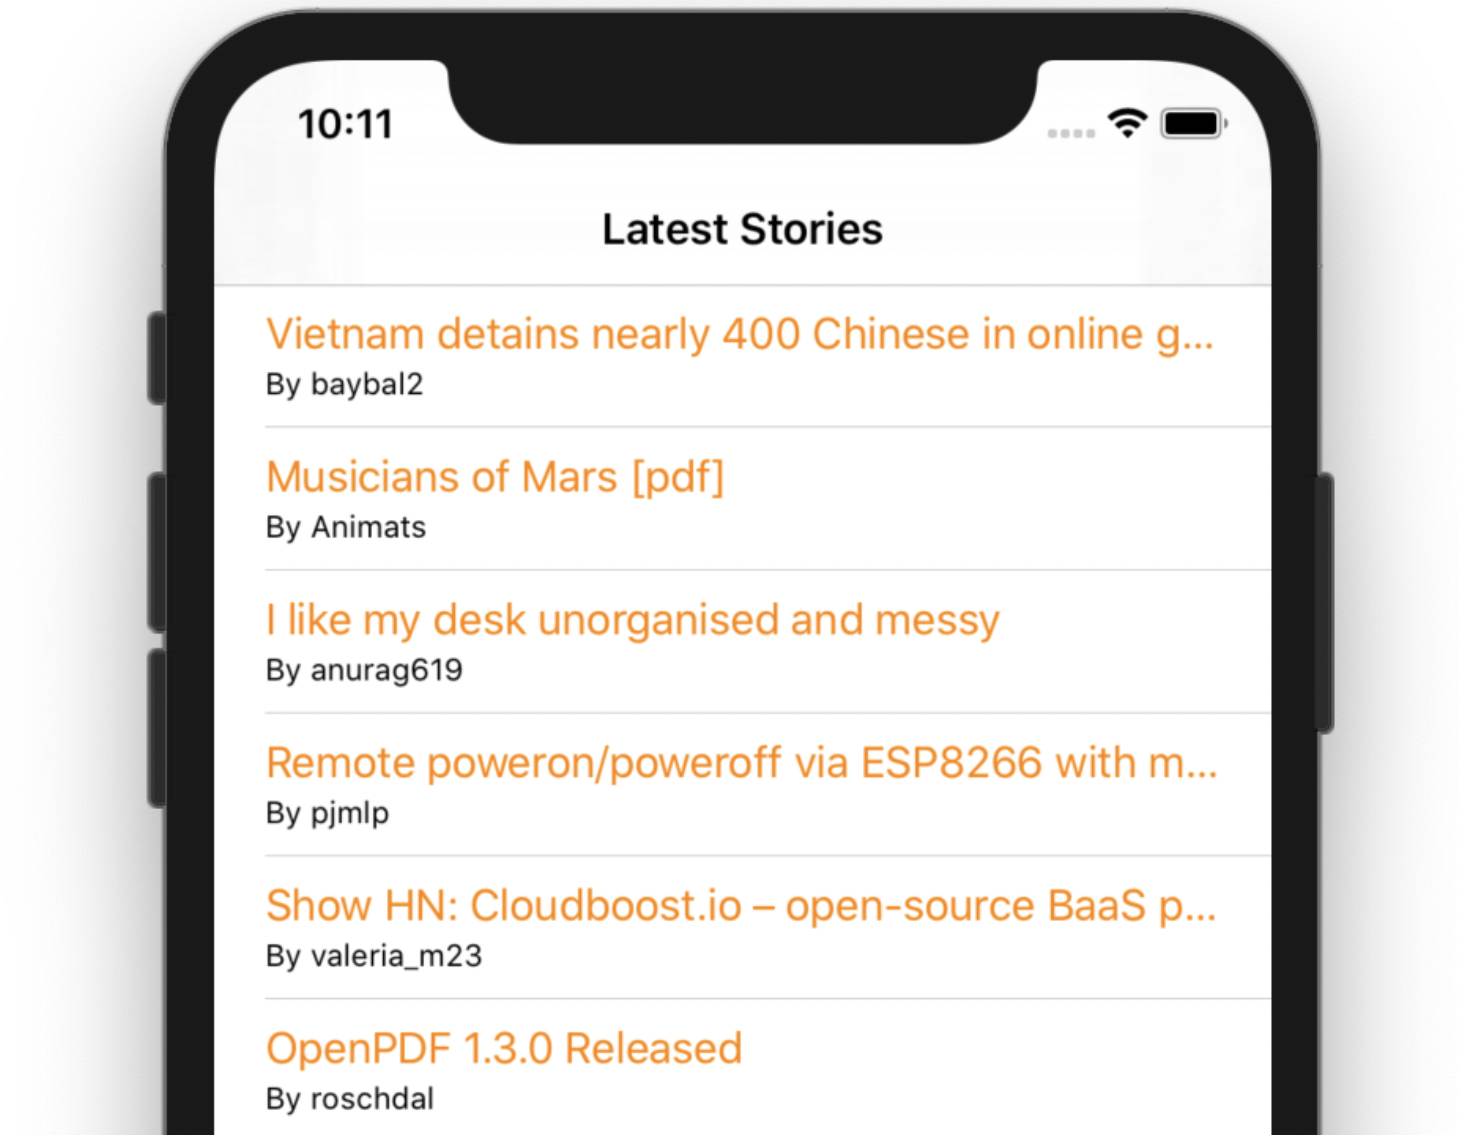 10:11
Latest Stories
Vietnam detains nearly 400 Chinese in online g...
By baybal2
Musicians of Mars [pdf]
By Animats
I like my desk unorganised and messy
By anurag619
Remote poweron/poweroff via ESP8266 with m...
By pjmlp
Show HN: Cloudboost.io – open-source BaaS p...
By valeria_m23
OpenPDF 1.3.0 Released
By roschdal